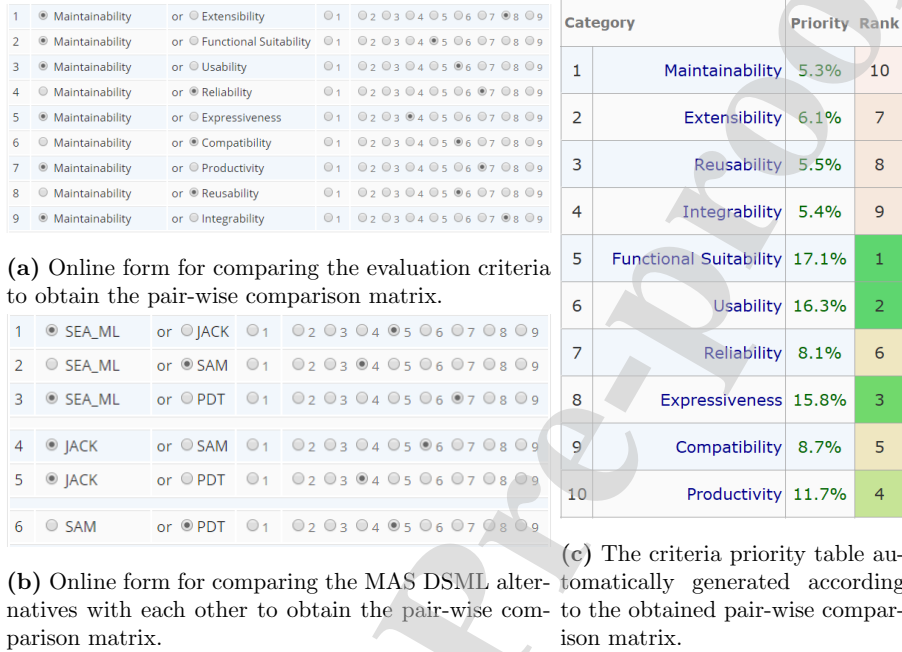 1 Maintainability or Extensibility 1 2 3 4 5 6 7 8 9
2 Maintainability or Functional Suitability 1 2 3 4 5 6 7 8 9
3 Maintainability or Usability 1 2 3 4 5 6 7 8 9
4 Maintainability or Reliability 1 2 3 4 5 6 7 8 9
5 Maintainability or Expressiveness 1 2 3 4 5 6 7 8 9
6 Maintainability or Compatibility 1 2 3 4 5 6 7 8 9
7 Maintainability or Productivity 1 2 3 4 5 6 7 8 9
8 Maintainability or Reusability 1 2 3 4 5 6 7 8 9
9 Maintainability or Integrability 1 2 3 4 5 6 7 8 9
(a) Online form for comparing the evaluation criteria
to obtain the pair-wise comparison matrix.
1 SEA_ML or JACK 1 2 3 4 5 6 7 8 9
2 SEA_ML or SAM 1 2 3 4 5 6 7 8 9
3 SEA_ML or PDT 1 2 3 4 5 6 7 8 9
4 JACK or SAM 1 2 3 4 5 6 7 8 9
5 JACK or PDT 1 2 3 4 5 6 7 8 9
6 SAM or PDT 1 2 3 4 5 6 7 8 9
(b) Online form for comparing the MAS DSML alter-
natives with each other to obtain the pair-wise com-
parison matrix.
Category Priority Rank
1 Maintainability 5.3% 10
2 Extensibility 6.1% 7
3 Reusability 5.5% 8
4 Integrability 5.4% 9
5 Functional Suitability 17.1% 1
6 Usability 16.3% 2
7 Reliability 8.1% 6
8 Expressiveness 15.8% 3
9 Compatibility 8.7% 5
10 Productivity 11.7% 4
(c) The criteria priority table au-
tomatically generated according
to the obtained pair-wise compar-
ison matrix.
Pre-proo